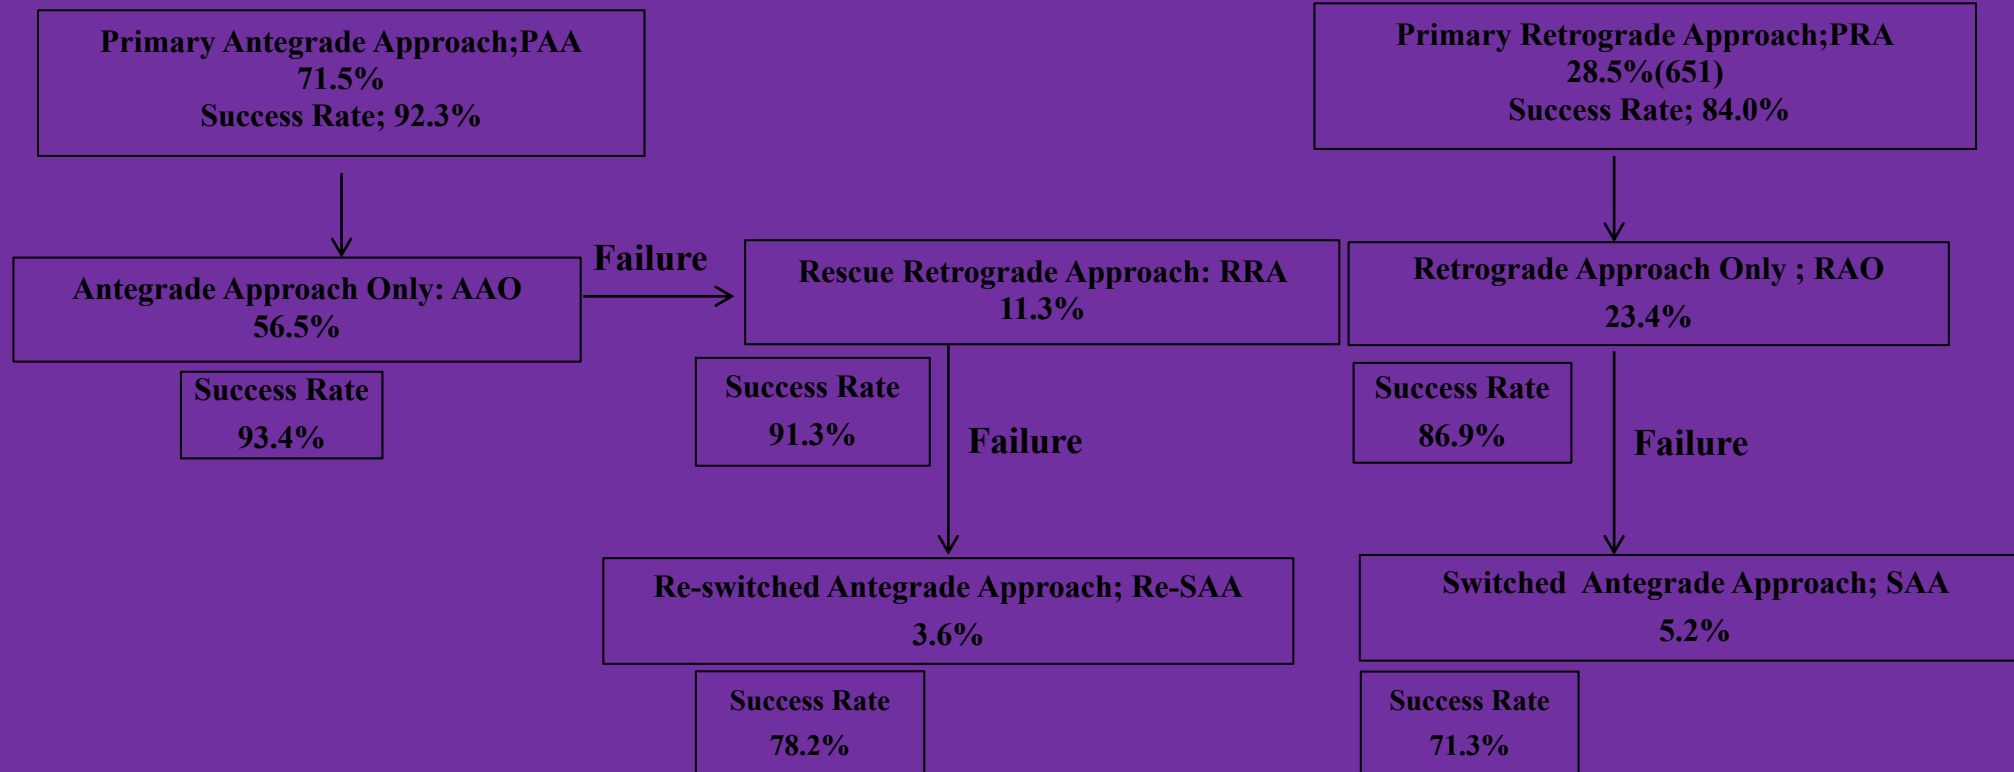 Primary Antegrade Approach;PAA
71.5%
Success Rate; 92.3%
Primary Retrograde Approach;PRA
28.5%(651)
Success Rate; 84.0%
Antegrade Approach Only: AAO
56.5%
Failure
Rescue Retrograde Approach: RRA
11.3%
Retrograde Approach Only ; RAO
23.4%
Success Rate
93.4%
Success Rate
91.3%
Failure
Success Rate
86.9%
Failure
Re-switched Antegrade Approach; Re-SAA
3.6%
Switched  Antegrade Approach; SAA
5.2%
Success Rate
78.2%
Success Rate
71.3%